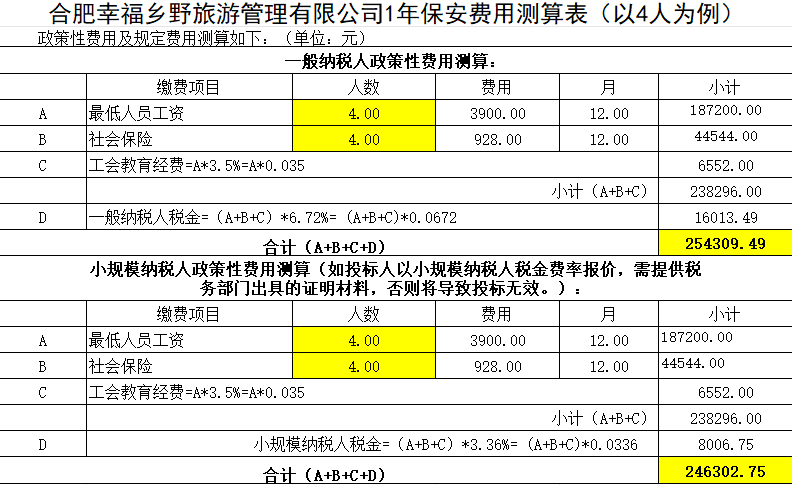 合肥幸福乡野旅游管理有限公司1年保安费用测算表（以4人为例）
政策性费用及规定费用测算如下：（单位：元）
一般纳税人政策性费用测算：
缴费项目 人数 费用 月 小计
A 最低人员工资 4.00 3900.00 12.00 187200.00
B 社会保险 4.00 928.00 12.00 44544.00
C 工会教育经费=A*3.5%=A*0.035 6552.00
小计（A+B+C） 238296.00
D 一般纳税人税金=（A+B+C）*6.72%=（A+B+C)*0.0672 16013.49
合计（A+B+C+D） 254309.49
小规模纳税人政策性费用测算（如投标人以小规模纳税人税金费率报价，需提供税
务部门出具的证明材料，否则将导致投标无效。）：
缴费项目 人数 费用 月 小计
A 最低人员工资 4.00 3900.00 12.00 187200.00
B 社会保险 4.00 928.00 12.00 44544.00
C 工会教育经费=A*3.5%=A*0.035 6552.00
小计（A+B+C） 238296.00
D 小规模纳税人税金=（A+B+C）*3.36%=（A+B+C)*0.0336 8006.75
合计（A+B+C+D） 246302.75